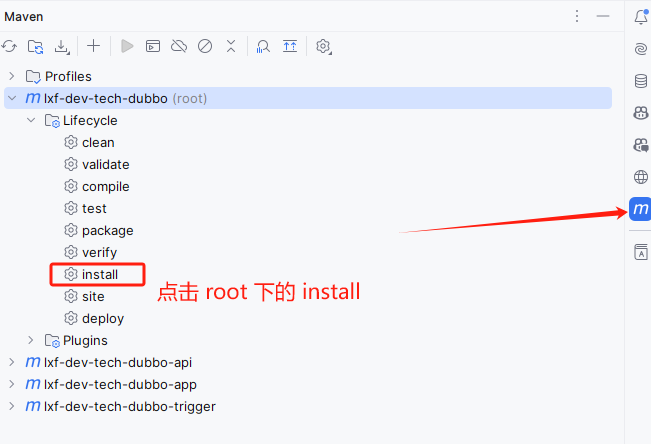 Maven
Profiles
m lxf-dev-tech-dubbo (root)
Lifecycle
clean
validate
compile
test
package
verify
install
点击 root 下的 install
site
deploy
Plugins
m lxf-dev-tech-dubbo-api
m lxf-dev-tech-dubbo-app
m lxf-dev-tech-dubbo-trigger
m
A